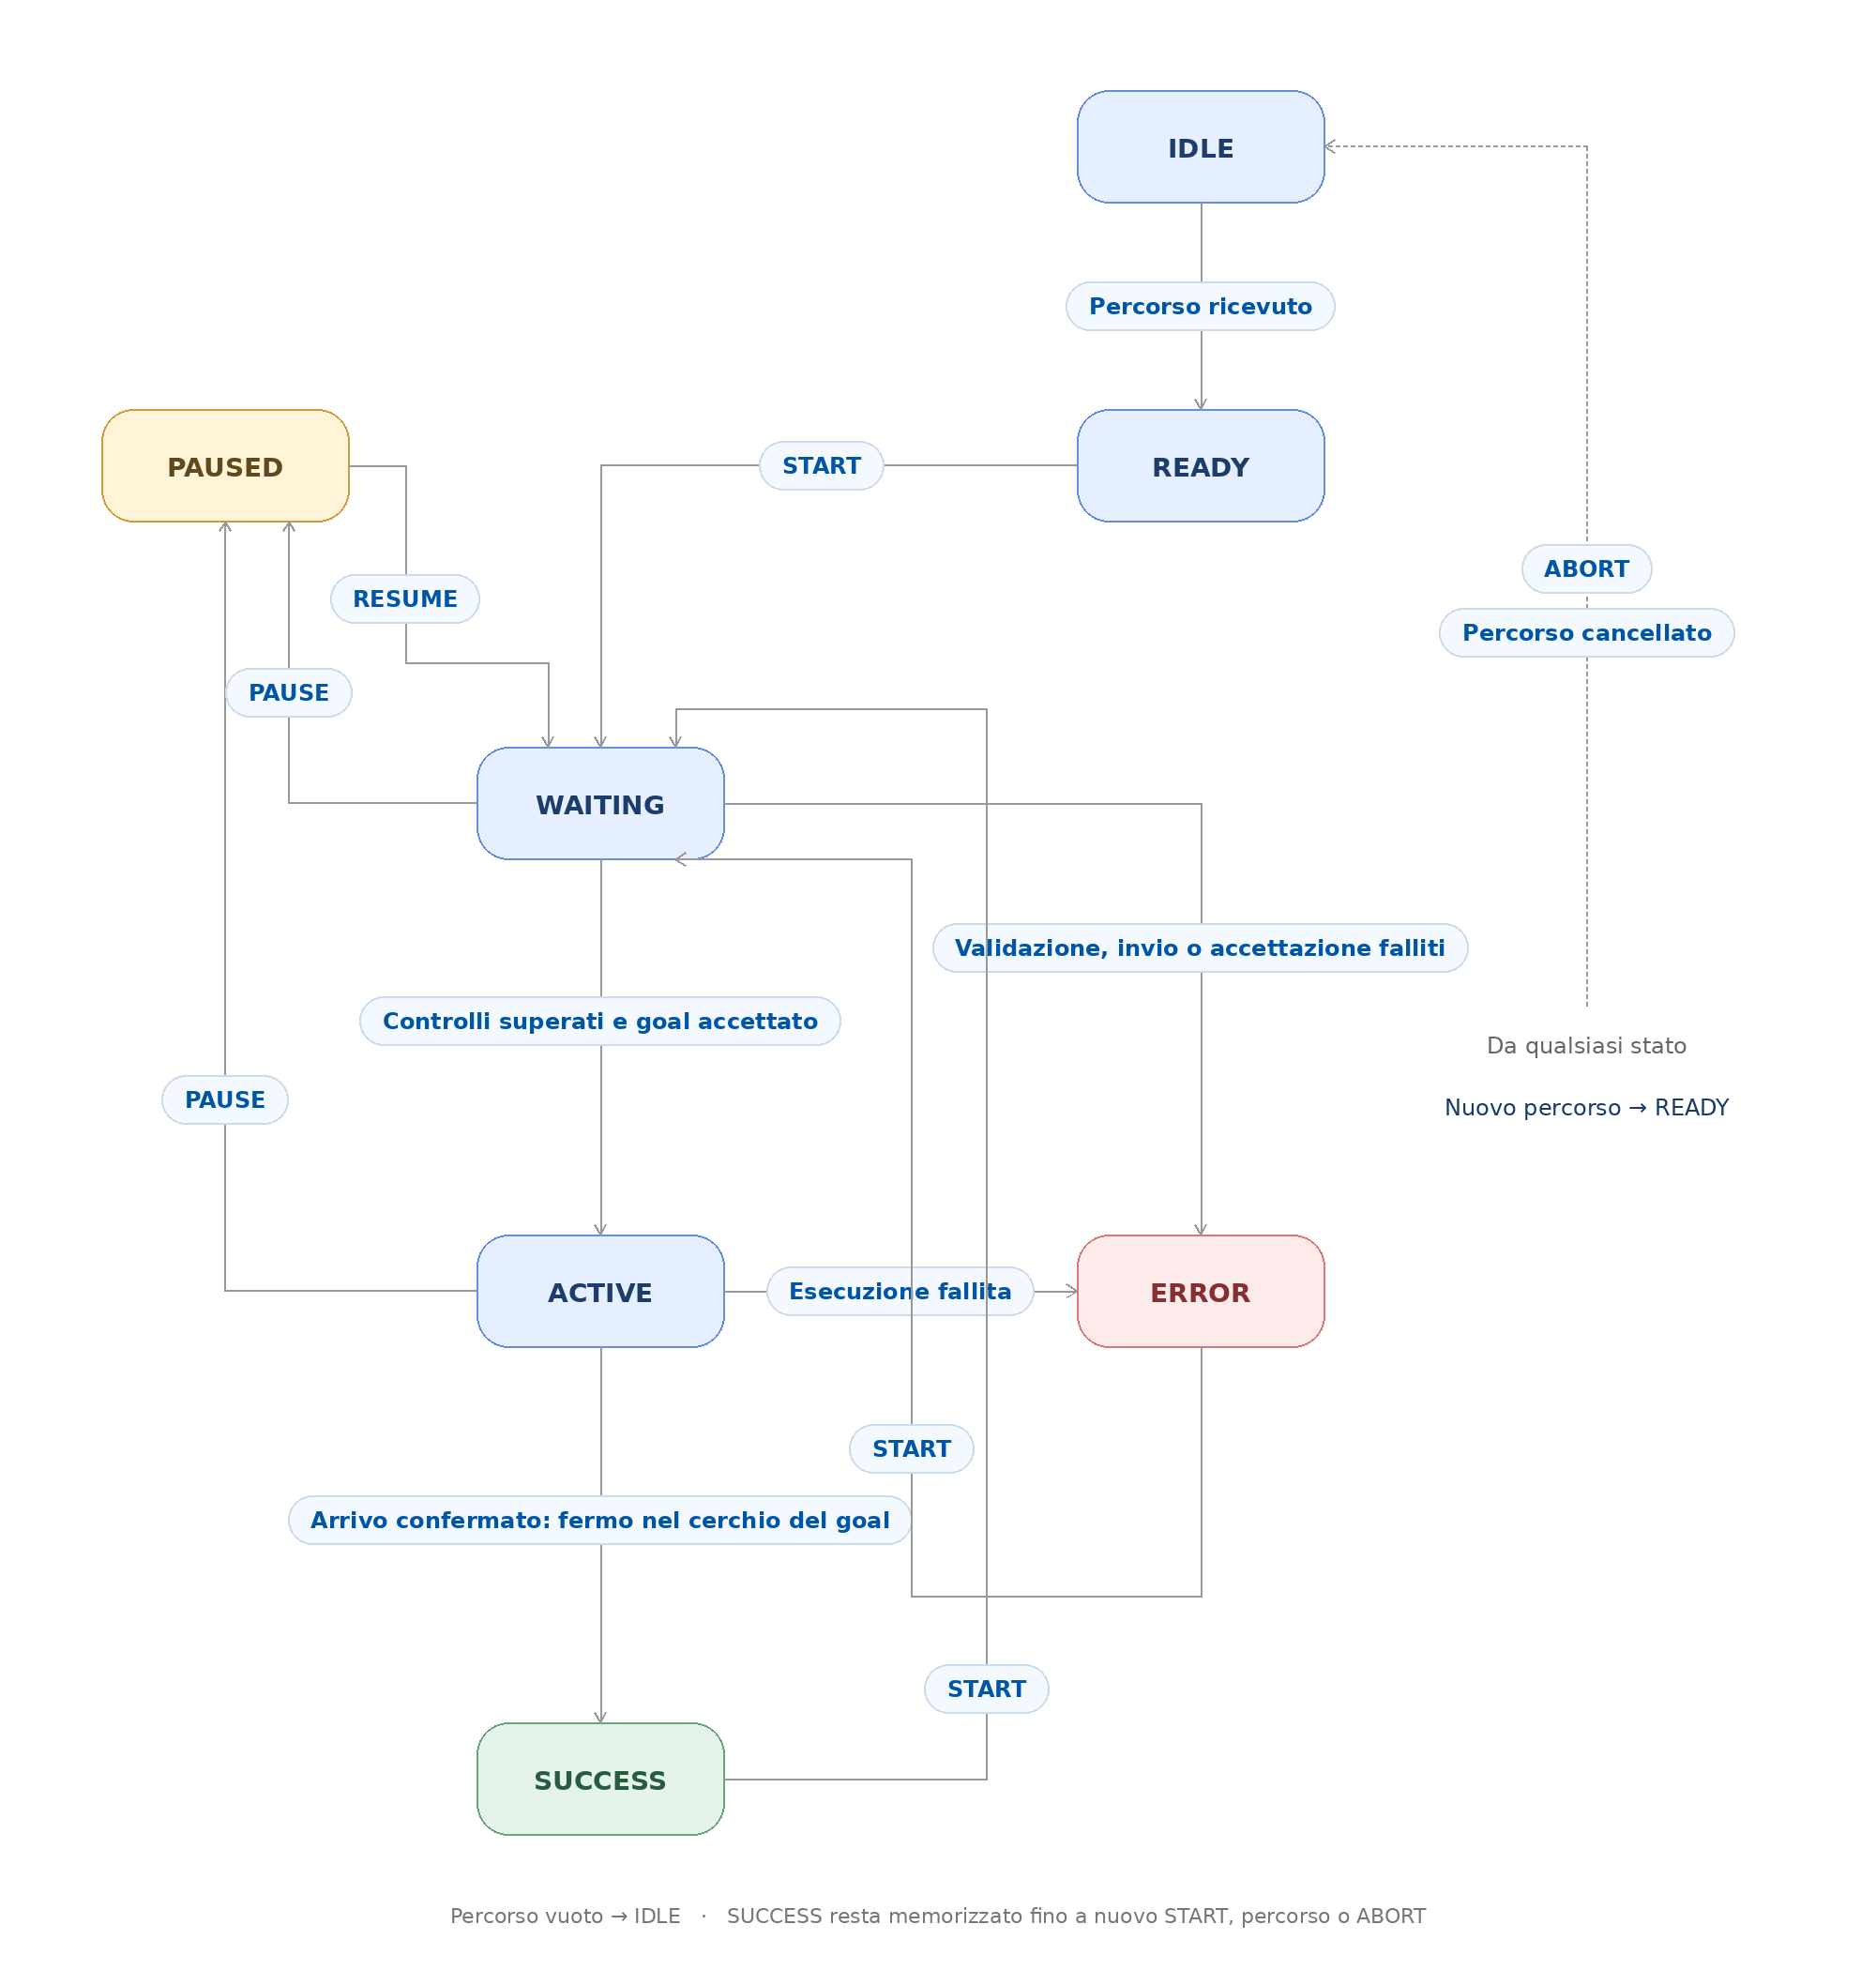 IDLE
Percorso ricevuto
PAUSED
START
READY
ABORT
RESUME
Percorso cancellato
PAUSE
WAITING
Validazione, invio o accettazione falliti
Controlli superati e goal accettato
Da qualsiasi stato
PAUSE
Nuovo percorso → READY
ACTIVE
Esecuzione fallita
ERROR
START
Arrivo confermato: fermo nel cerchio del goal
START
SUCCESS
Percorso vuoto → IDLE · SUCCESS resta memorizzato fino a nuovo START, percorso o ABORT